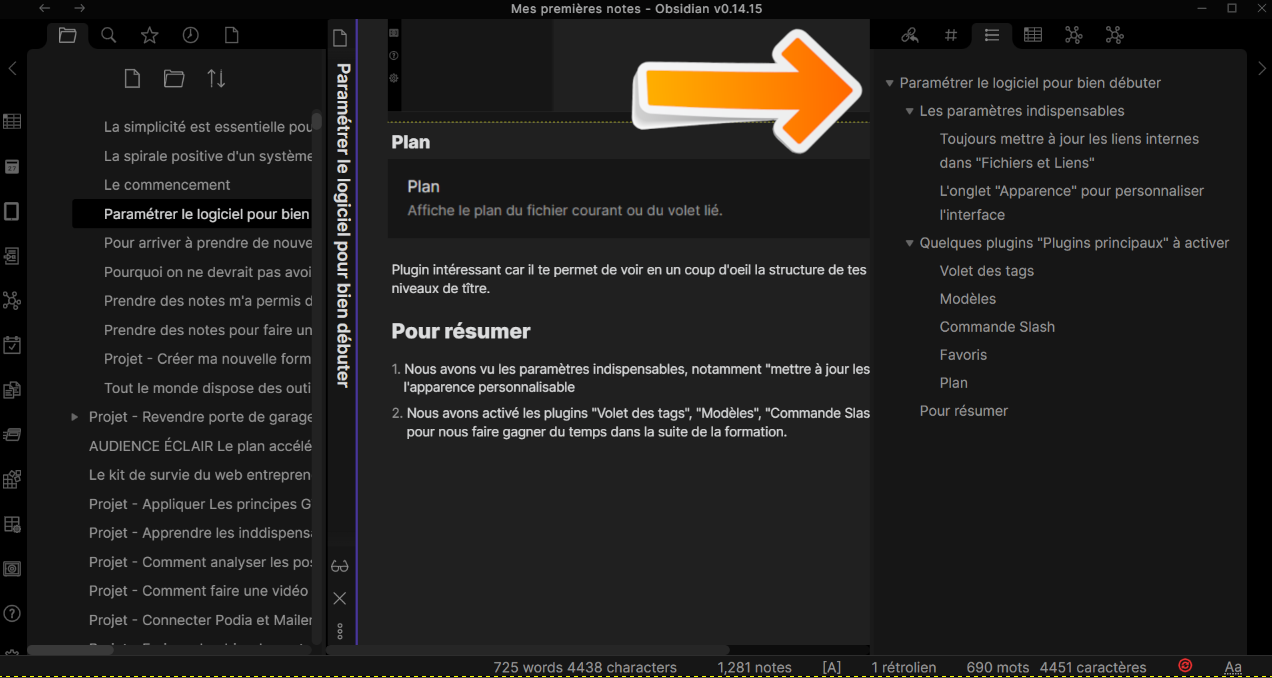 Mes premières notes - Obsidian v0.14.15
La simplicité est essentielle pou
La spirale positive d'un système
Le commencement
Paramétrer le logiciel pour bien
Pour arriver à prendre de nouve
Pourquoi on ne devrait pas avoi
Prendre des notes m'a permis d
Prendre des notes pour faire un
Projet - Créer ma nouvelle form
Tout le monde dispose des outi
Projet - Revendre porte de garage
AUDIENCE ÉCLAIR Le plan accélé
Le kit de survie du web entrepren
Projet - Appliquer Les principes G
Projet - Apprendre les inddispensa
Projet - Comment analyser les pos
Projet - Comment faire une vidéo
Projet - Connecter Podia et Mailer
Paramétrer le logiciel pour bien débuter
Plan
Plan
Affiche le plan du fichier courant ou du volet lié.
Plugin intéressant car il te permet de voir en un coup d'oeil la structure de tes
niveaux de tître.
Pour résumer
1. Nous avons vu les paramètres indispensables, notamment "mettre à jour les
l'apparence personnalisable
2. Nous avons activé les plugins "Volet des tags", "Modèles", "Commande Slas
pour nous faire gagner du temps dans la suite de la formation.
Paramétrer le logiciel pour bien débuter
Les paramètres indispensables
Toujours mettre à jour les liens internes
dans "Fichiers et Liens"
L'onglet "Apparence" pour personnaliser
l'interface
Quelques plugins "Plugins principaux" à activer
Volet des tags
Modèles
Commande Slash
Favoris
Plan
Pour résumer
725 words 4438 characters 1,281 notes [A] 1 rétrolien 690 mots 4451 caractères Aa